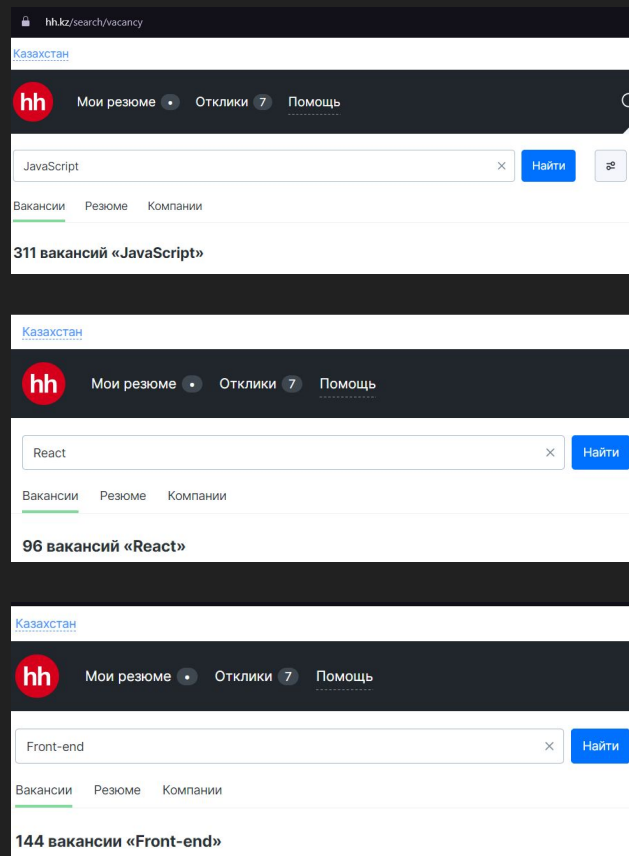 hh.kz/search/vacancy
Казахстан
hh Мои резюме • Отклики 7 Помощь
JavaScript × Найти
Вакансии Резюме Компании
311 вакансий «JavaScript»
Казахстан
hh Мои резюме • Отклики 7 Помощь
React × Найти
Вакансии Резюме Компании
96 вакансий «React»
Казахстан
hh Мои резюме • Отклики 7 Помощь
Front-end × Найти
Вакансии Резюме Компании
144 вакансии «Front-end»